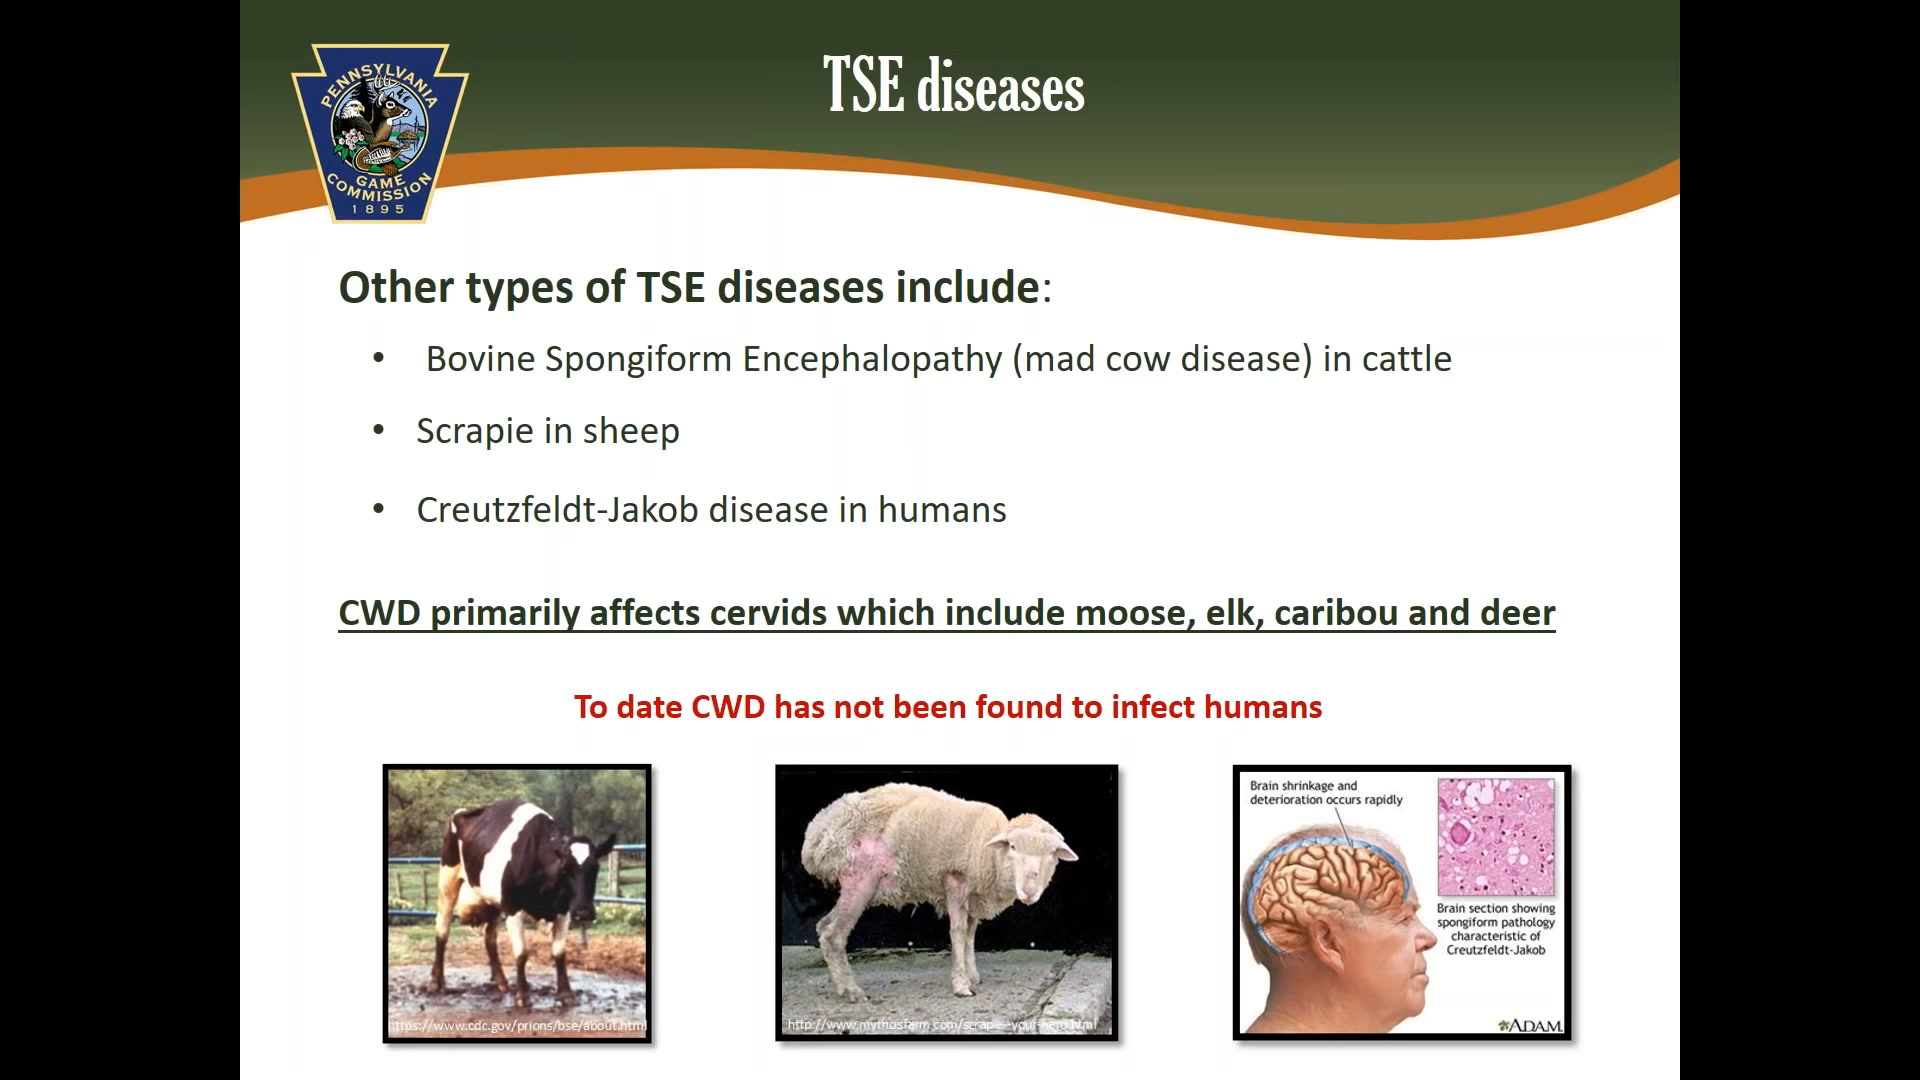 TSE diseases
PENNSYLVANIA
GAME
COMMISSION
1895
Other types of TSE diseases include:
• Bovine Spongiform Encephalopathy (mad cow disease) in cattle
• Scrapie in sheep
• Creutzfeldt-Jakob disease in humans
CWD primarily affects cervids which include moose, elk, caribou and deer
To date CWD has not been found to infect humans
https://www.cdc.gov/prions/bse/about.html
http://www.mythosfarm.com/scrapie--your-herd.html
Brain shrinkage and
deterioration occurs rapidly
Brain section showing
spongiform pathology
characteristic of
Creutzfeldt-Jakob
ADAM